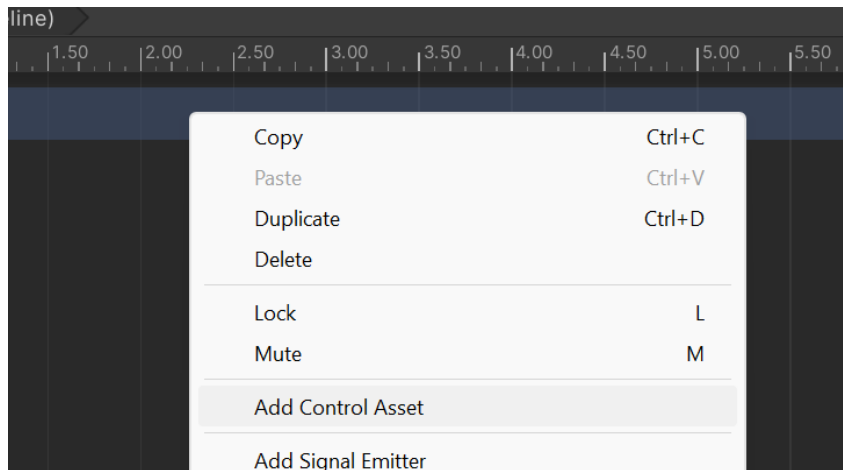 line)
1.50 2.00 2.50 3.00 3.50 4.00 4.50 5.00 5.50
Copy Ctrl+C
Paste Ctrl+V
Duplicate Ctrl+D
Delete
Lock L
Mute M
Add Control Asset
Add Signal Emitter